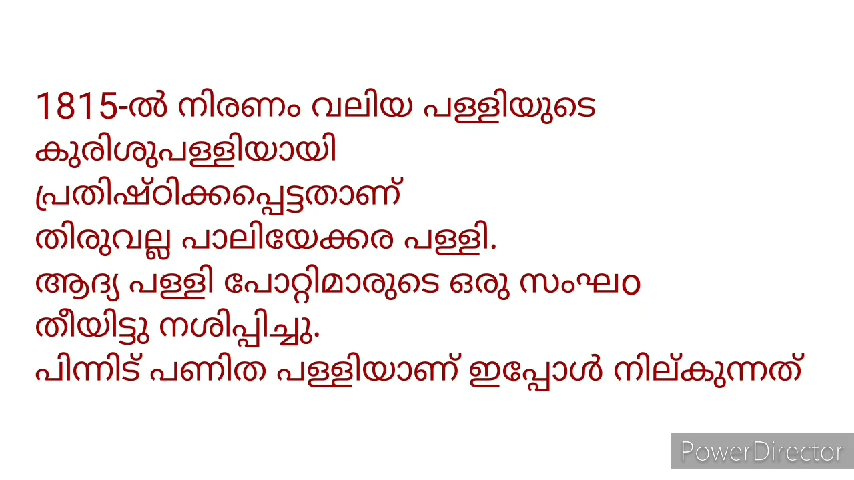 1815-ൽ നിരണം വലിയ പള്ളിയുടെ
കുരിശുപള്ളിയായി
പ്രതിഷ്ഠിക്കപ്പെട്ടതാണ്
തിരുവല്ല പാലിയേക്കര പള്ളി.
ആദ്യ പള്ളി പോറ്റിമാരുടെ ഒരു സംഘo
തീയിട്ടു നശിപ്പിച്ചു.
പിന്നിട് പണിത പള്ളിയാണ് ഇപ്പോൾ നില്കുന്നത്
PowerDirector